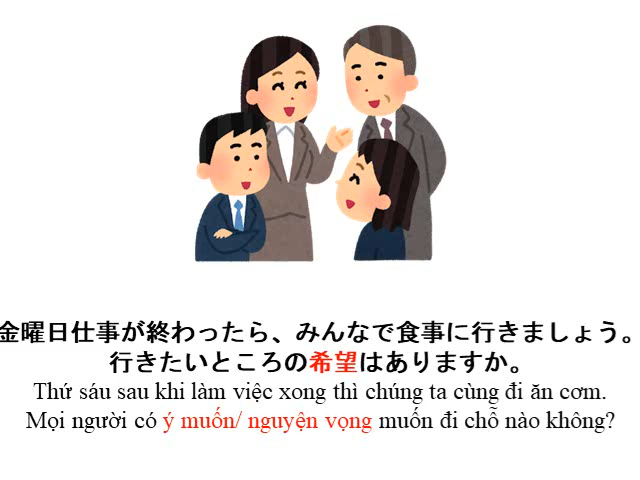 金曜日仕事が終わったら、みんなで食事に行きましょう。
行きたいところの希望はありますか。
Thứ sáu sau khi làm việc xong thì chúng ta cùng đi ăn cơm.
Mọi người có ý muốn/ nguyện vọng muốn đi chỗ nào không?